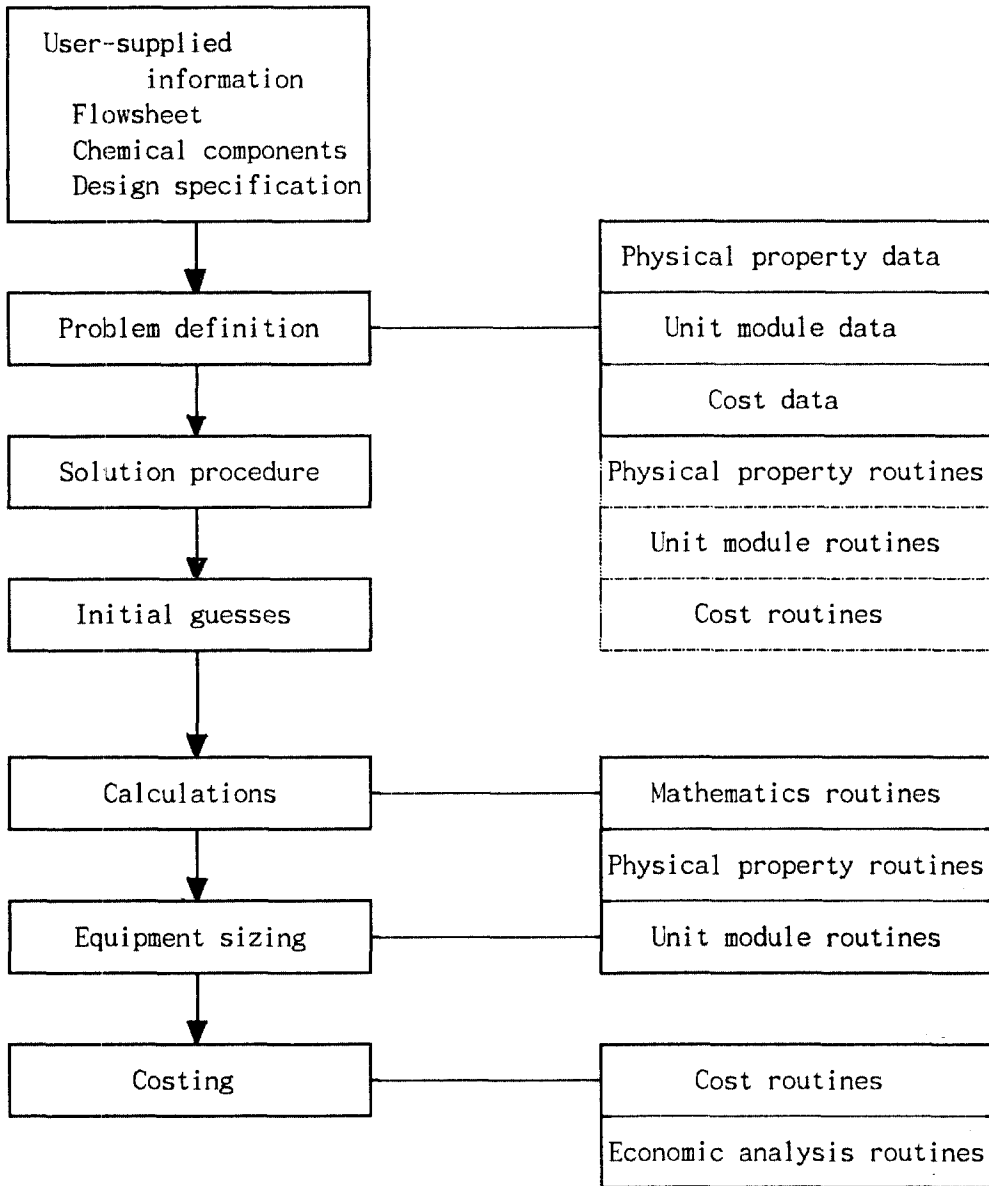 User-supplied
information
Flowsheet
Chemical components
Design specification
Problem definition
Solution procedure
Initial guesses
Calculations
Equipment sizing
Costing
Physical property data
Unit module data
Cost data
Physical property routines
Unit module routines
Cost routines
Mathematics routines
Physical property routines
Unit module routines
Cost routines
Economic analysis routines